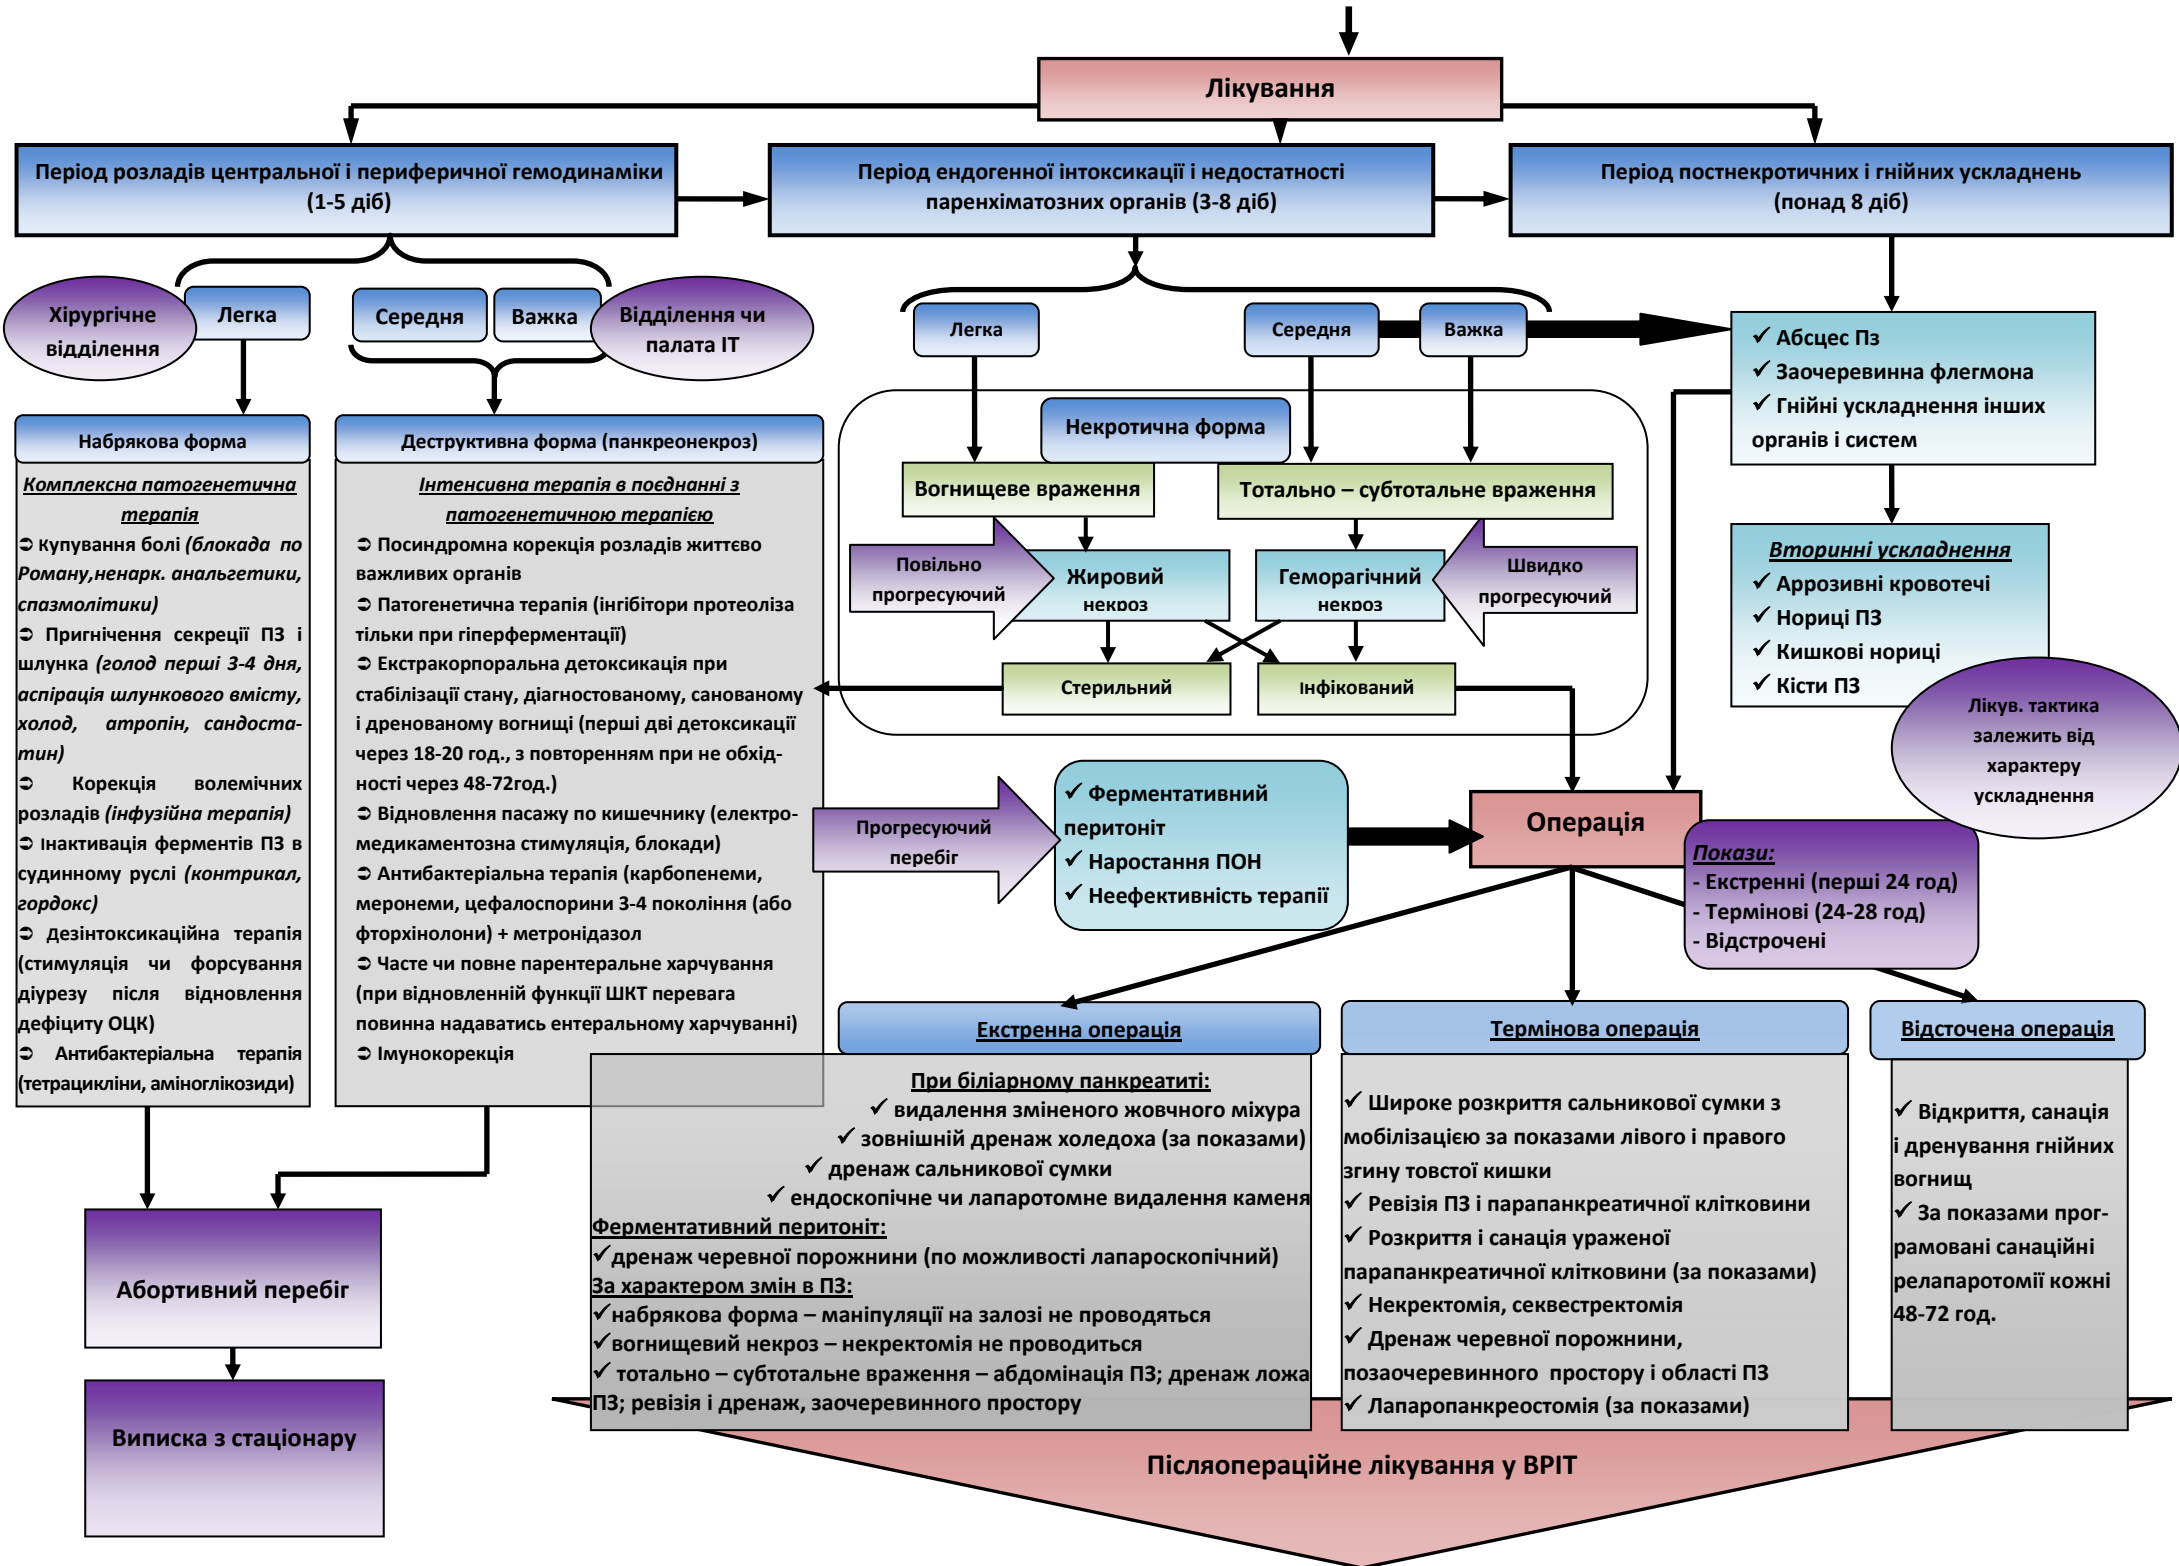 Лікування
Період розладів центральної і периферичної гемодинаміки
(1-5 діб)
Період ендогенної інтоксикації і недостатності
паренхіматозних органів (3-8 діб)
Період постнекротичних і гнійних ускладнень
(понад 8 діб)
Хірургічне
відділення
Легка
Середня
Важка
Відділення чи
палата ІТ
Легка
Середня
Важка
✓ Абсцес Пз
✓ Заочеревинна флегмона
✓ Гнійні ускладнення інших
органів і систем
Набрякова форма
Комплексна патогенетична
терапія
➲ Купування болі (блокада по
Роману,ненарк. анальгетики,
спазмолітики)
➲ Пригнічення секреції ПЗ і
шлунка (голод перші 3-4 дня,
аспірація шлункового вмісту,
холод, атропін, сандоста-
тин)
➲ Корекція волемічних
розладів (інфузійна терапія)
➲ Інактивація ферментів ПЗ в
судинному руслі (контрикал,
гордокс)
➲ Дезінтоксикаційна терапія
(стимуляція чи форсування
діурезу після відновлення
дефіциту ОЦК)
➲ Антибактеріальна терапія
(тетрацикліни, аміноглікозиди)
Деструктивна форма (панкреонекроз)
Інтенсивна терапія в поєднанні з
патогенетичною терапією
➲ Посиндромна корекція розладів життєво
важливих органів
➲ Патогенетична терапія (інгібітори протеоліза
тільки при гіперферментації)
➲ Екстракорпоральна детоксикація при
стабілізації стану, діагностованому, санованому
і дренованому вогнищі (перші дві детоксикації
через 18-20 год., з повторенням при не обхід-
ності через 48-72год.)
➲ Відновлення пасажу по кишечнику (електро-
медикаментозна стимуляція, блокади)
➲ Антибактеріальна терапія (карбопенеми,
меронеми, цефалоспорини 3-4 покоління (або
фторхінолони) + метронідазол
➲ Часте чи повне парентеральне харчування
(при відновленній функції ШКТ перевага
повинна надаватись ентеральному харчуванні)
➲ Імунокорекція
Некротична форма
Вогнищеве враження
Тотально – субтотальне враження
Повільно
прогресуючий
Жировий
некроз
Геморагічний
некроз
Швидко
прогресуючий
Стерильний
Інфікований
Вторинні ускладнення
✓ Аррозивні кровотечі
✓ Нориці ПЗ
✓ Кишкові нориці
✓ Кісти ПЗ
Лікув. тактика
залежить від
характеру
ускладнення
Прогресуючий
перебіг
✓ Ферментативний
перитоніт
✓ Наростання ПОН
✓ Неефективність терапії
Операція
Покази:
- Екстренні (перші 24 год)
- Термінові (24-28 год)
- Відстрочені
Екстренна операція
При біліарному панкреатиті:
✓ видалення зміненого жовчного міхура
✓ зовнішній дренаж холедоха (за показами)
✓ дренаж сальникової сумки
✓ ендоскопічне чи лапаротомне видалення каменя
Ферментативний перитоніт:
✓дренаж черевної порожнини (по можливості лапароскопічний)
За характером змін в ПЗ:
✓набрякова форма – маніпуляції на залозі не проводяться
✓вогнищевий некроз – некректомія не проводиться
✓ тотально – субтотальне враження – абдомінація ПЗ; дренаж ложа
ПЗ; ревізія і дренаж, заочеревинного простору
Термінова операція
✓ Широке розкриття сальникової сумки з
мобілізацією за показами лівого і правого
згину товстої кишки
✓ Ревізія ПЗ і парапанкреатичної клітковини
✓ Розкриття і санація ураженої
парапанкреатичної клітковини (за показами)
✓ Некректомія, секвестректомія
✓ Дренаж черевної порожнини,
позаочеревинного простору і області ПЗ
✓ Лапаропанкреостомія (за показами)
Відсточена операція
✓ Відкриття, санація
і дренування гнійних
вогнищ
✓ За показами прог-
рамовані санаційні
релапаротомії кожні
48-72 год.
Абортивний перебіг
Виписка з стаціонару
Післяопераційне лікування у ВРІТ